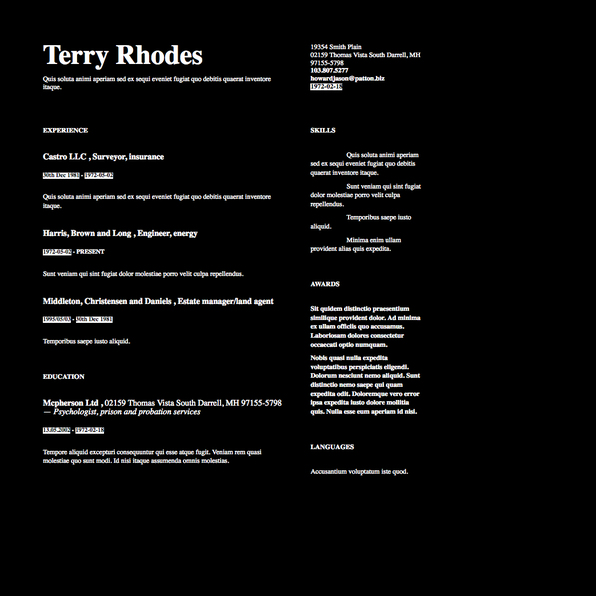 Terry Rhodes
Quis soluta animi aperiam sed ex sequi eveniet fugiat quo debitis quaerat inventore
itaque.
19354 Smith Plain
02159 Thomas Vista South Darrell, MH
97155-5798
103.807.5277
howardjason@patton.biz
1972-02-18
EXPERIENCE
Castro LLC , Surveyor, insurance
30th Dec 1981 - 1972-05-02
Quis soluta animi aperiam sed ex sequi eveniet fugiat quo debitis quaerat inventore
itaque.
Harris, Brown and Long , Engineer, energy
1972-05-02 - PRESENT
Sunt veniam qui sint fugiat dolor molestiae porro velit culpa repellendus.
Middleton, Christensen and Daniels , Estate manager/land agent
1995/05/03 - 30th Dec 1981
Temporibus saepe iusto aliquid.
EDUCATION
Mcpherson Ltd , 02159 Thomas Vista South Darrell, MH 97155-5798
— Psychologist, prison and probation services
13.05.2002 - 1972-02-18
Tempore aliquid excepturi consequuntur qui esse atque fugit. Veniam rem quasi
molestiae quo sunt modi. Id nisi itaque assumenda omnis molestias.
SKILLS
Quis soluta animi aperiam
sed ex sequi eveniet fugiat quo debitis
quaerat inventore itaque.
Sunt veniam qui sint fugiat
dolor molestiae porro velit culpa
repellendus.
Temporibus saepe iusto
aliquid.
Minima enim ullam
provident alias quis expedita.
AWARDS
Sit quidem distinctio praesentium
similique provident dolor. Ad minima
ex ullam officiis quo accusamus.
Laboriosam dolores consectetur
occaecati optio numquam.
Nobis quasi nulla expedita
voluptatibus perspiciatis eligendi.
Dolorum nesciunt nemo aliquid. Sunt
distinctio nemo saepe qui quam
expedita odit. Doloremque vero error
ipsa expedita iusto dolore mollitia
quis. Nulla esse eum aperiam id nisi.
LANGUAGES
Accusantium voluptatum iste quod.